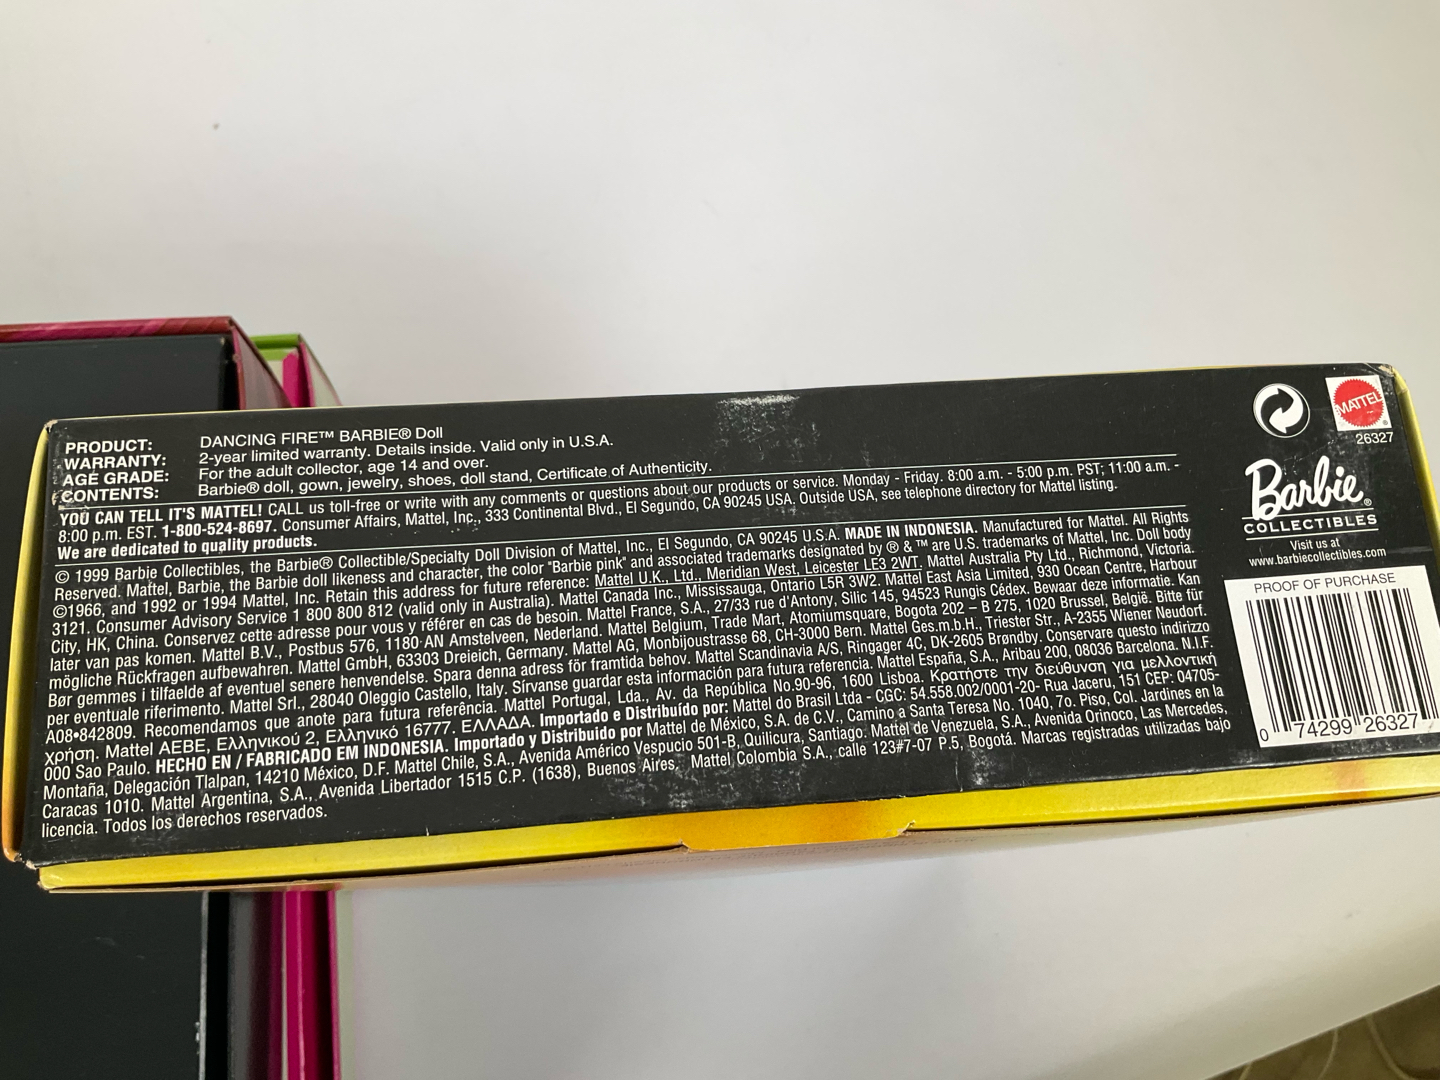 PRODUCT: DANCING FIRE™ BARBIE® Doll
WARRANTY: 2-year limited warranty. Details inside. Valid only in U.S.A.
AGE GRADE: For the adult collector, age 14 and over.
CONTENTS: Barbie® doll, gown, jewelry, shoes, doll stand, Certificate of Authenticity.
YOU CAN TELL IT'S MATTEL! CALL us toll-free or write with any comments or questions about our products or service. Monday - Friday. 8:00 a.m. - 5:00 p.m. PST; 11:00 a.m. -
8:00 p.m. EST. 1-800-524-8697. Consumer Affairs, Mattel, Inc., 333 Continental Blvd., El Segundo, CA 90245 USA. Outside USA, see telephone directory for Mattel listing.
We are dedicated to quality products.
© 1999 Barbie Collectibles, the Barbie® Collectible/Specialty Doll Division of Mattel, Inc., El Segundo, CA 90245 U.S.A. MADE IN INDONESIA. Manufactured for Mattel. All Rights
Reserved. Mattel, Barbie, the Barbie doll likeness and character, the color "Barbie pink" and associated trademarks designated by ® & ™ are U.S. trademarks of Mattel, Inc. Doll body
©1966, and 1992 or 1994 Mattel, Inc. Retain this address for future reference: Mattel U.K., Ltd., Meridian West, Leicester LE3 2WT. Mattel Australia Pty Ltd., Richmond, Victoria.
3121. Consumer Advisory Service 1 800 800 812 (valid only in Australia). Mattel Canada Inc., Mississauga, Ontario L5R 3W2. Mattel East Asia Limited, 930 Ocean Centre, Harbour
City, HK, China. Conservez cette adresse pour vous y référer en cas de besoin. Mattel France, S.A., 27/33 rue d'Antony, Silic 145, 94523 Rungis Cédex. Bewaar deze informatie. Kan
later van pas komen. Mattel B.V., Postbus 576, 1180 AN Amstelveen, Nederland. Mattel Belgium, Trade Mart, Atomiumsquare, Bogota 202 – B 275, 1020 Brussel, België. Bitte für
mögliche Rückfragen aufbewahren. Mattel GmbH, 63303 Dreieich, Germany. Mattel AG, Monbijoustrasse 68, CH-3000 Bern. Mattel Ges.m.b.H., Triester Str., A-2355 Wiener Neudorf.
Bør gemmes i tilfaelde af eventuel senere henvendelse. Spara denna adress för framtida behov. Mattel Scandinavia A/S, Ringager 4C, DK-2605 Brøndby. Conservare questo indirizzo
per eventuale riferimento. Mattel Srl., 28040 Oleggio Castello, Italy. Sírvanse guardar esta información para futura referencia. Mattel España, S.A., Aribau 200, 08036 Barcelona. N.I.F.
A08•842809. Recomendamos que anote para futura referência. Mattel Portugal, Lda., Av. da República No.90-96, 1600 Lisboa. Κρατήστε την διεύθυνση για μελλοντική
χρήση. Mattel AEBE, Ελληνικού 2, Ελληνικό 16777. ΕΛΛΑΔΑ. Importado e Distribuído por: Mattel do Brasil Ltda - CGC: 54.558.002/0001-20- Rua Jaceru, 151 CEP: 04705-
000 Sao Paulo. HECHO EN / FABRICADO EM INDONESIA. Importado y Distribuido por Mattel de México, S.A. de C.V., Camino a Santa Teresa No. 1040, 7o. Piso, Col. Jardines en la
Montaña, Delegación Tlalpan, 14210 México, D.F. Mattel Chile, S.A., Avenida Américo Vespucio 501-B, Quilicura, Santiago. Mattel de Venezuela, S.A., Avenida Orinoco, Las Mercedes,
Caracas 1010. Mattel Argentina, S.A., Avenida Libertador 1515 C.P. (1638), Buenos Aires. Mattel Colombia S.A., calle 123#7-07 P.5, Bogotá. Marcas registradas utilizadas bajo
licencia. Todos los derechos reservados.
MATTEL®
26327
Barbie®
COLLECTIBLES
Visit us at
www.barbiecollectibles.com
PROOF OF PURCHASE
0 74299 26327